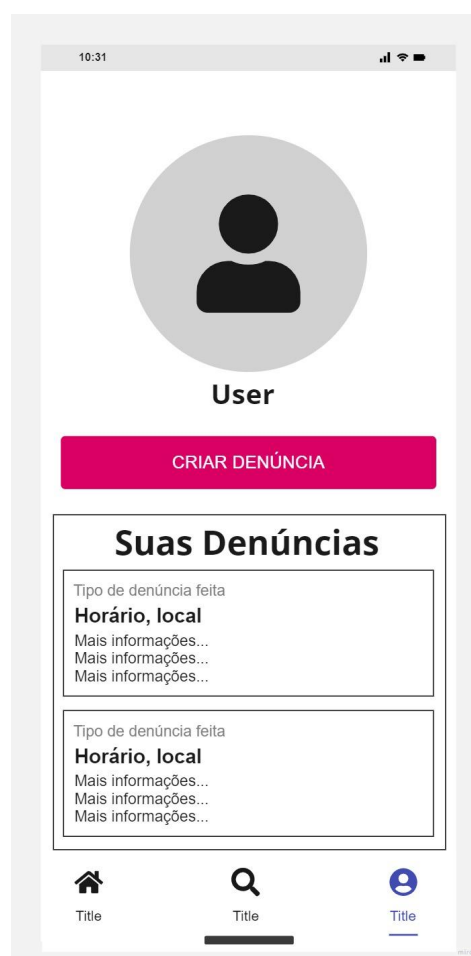 10:31
User
CRIAR DENÚNCIA
Suas Denúncias
Tipo de denúncia feita
Horário, local
Mais informações...
Mais informações...
Mais informações...
Tipo de denúncia feita
Horário, local
Mais informações...
Mais informações...
Mais informações...
Title
Title
Title